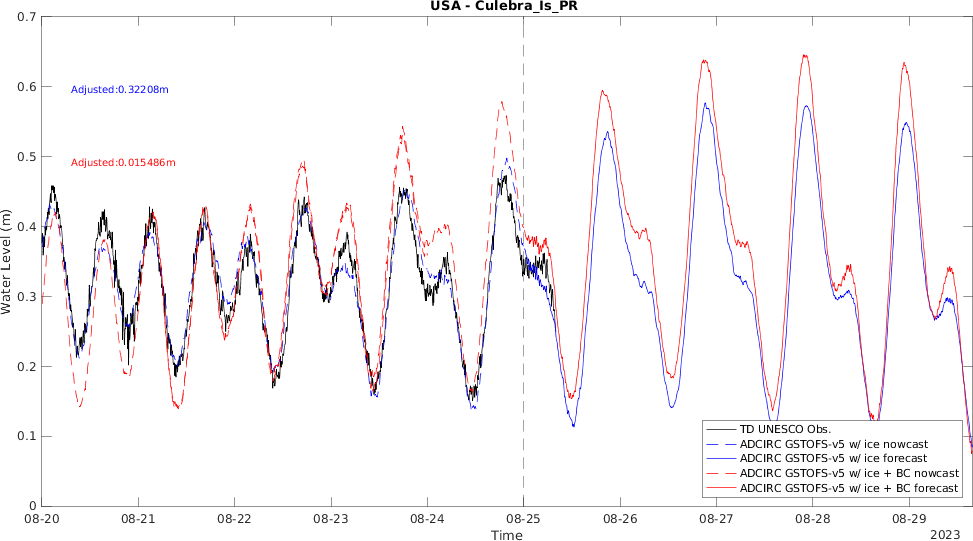 USA - Culebra_Is_PR
0.7
0.6
0.5
0.4
0.3
0.2
0.1
0
Water Level (m)
Adjusted:0.32208m
Adjusted:0.015486m
TD UNESCO Obs.
ADCIRC GSTOFS-v5 w/ ice nowcast
ADCIRC GSTOFS-v5 w/ ice forecast
ADCIRC GSTOFS-v5 w/ ice + BC nowcast
ADCIRC GSTOFS-v5 w/ ice + BC forecast
08-20 08-21 08-22 08-23 08-24 08-25 08-26 08-27 08-28 08-29
Time
2023